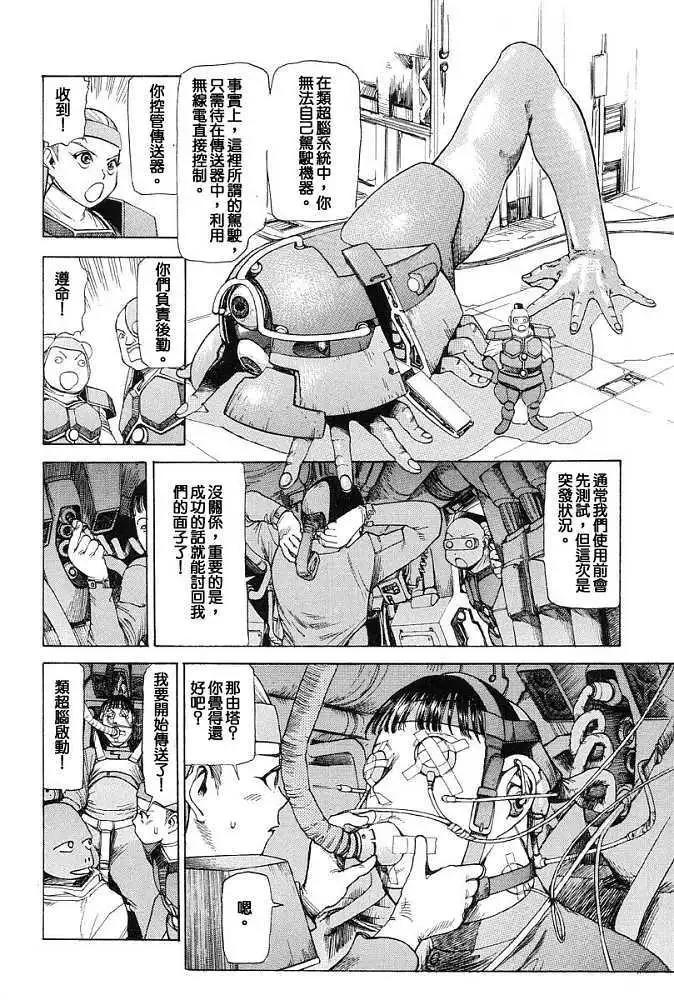 在類超腦系統中，你
無法自己駕駛機器。
事實上，這裡所謂的駕駛，
只需待在傳送器中，利用
無線電直接控制。
你控管傳送器。
收到！
你們負責後勤。
遵命！
通常我們使用前會
先測試，但這次是
突發狀況。
沒關係，重要的是，
成功的話就能討回我
們的面子了！
那由塔？
你覺得還
好吧？
嗯。
我要開始傳送了！
類超腦啟動！